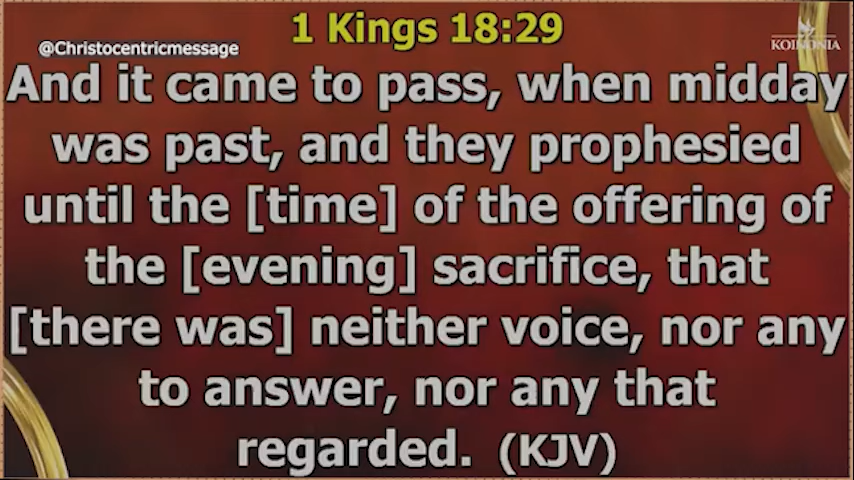 1 Kings 18:29
@Christocentricmessage
KOINONIA
And it came to pass, when midday
was past, and they prophesied
until the [time] of the offering of
the [evening] sacrifice, that
[there was] neither voice, nor any
to answer, nor any that
regarded. (KJV)